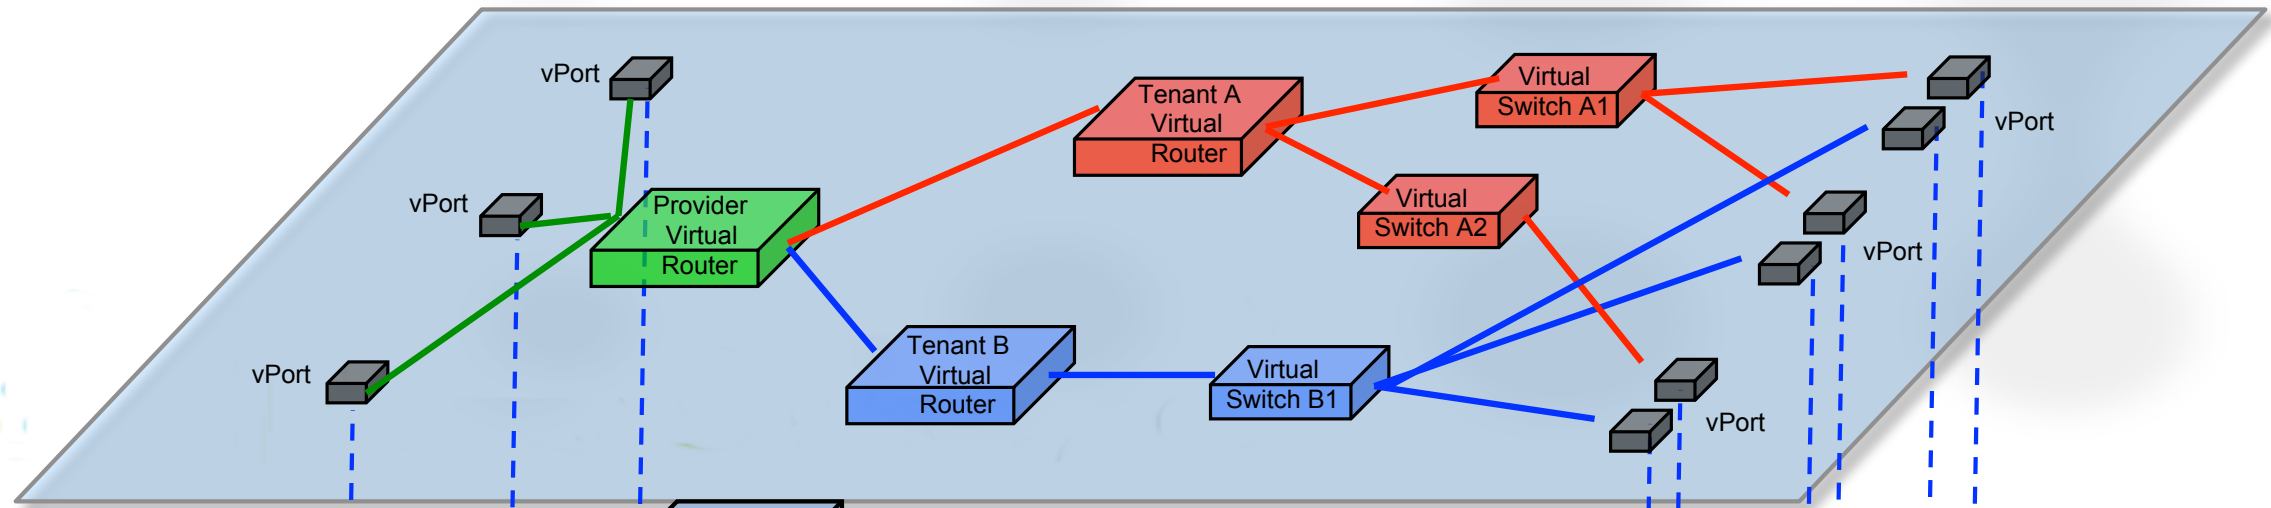 vPort
vPort
vPort
Provider
Virtual
Router
Tenant A
Virtual
Router
Tenant B
Virtual
Router
Virtual
Switch A1
Virtual
Switch A2
Virtual
Switch B1
vPort
vPort
vPort